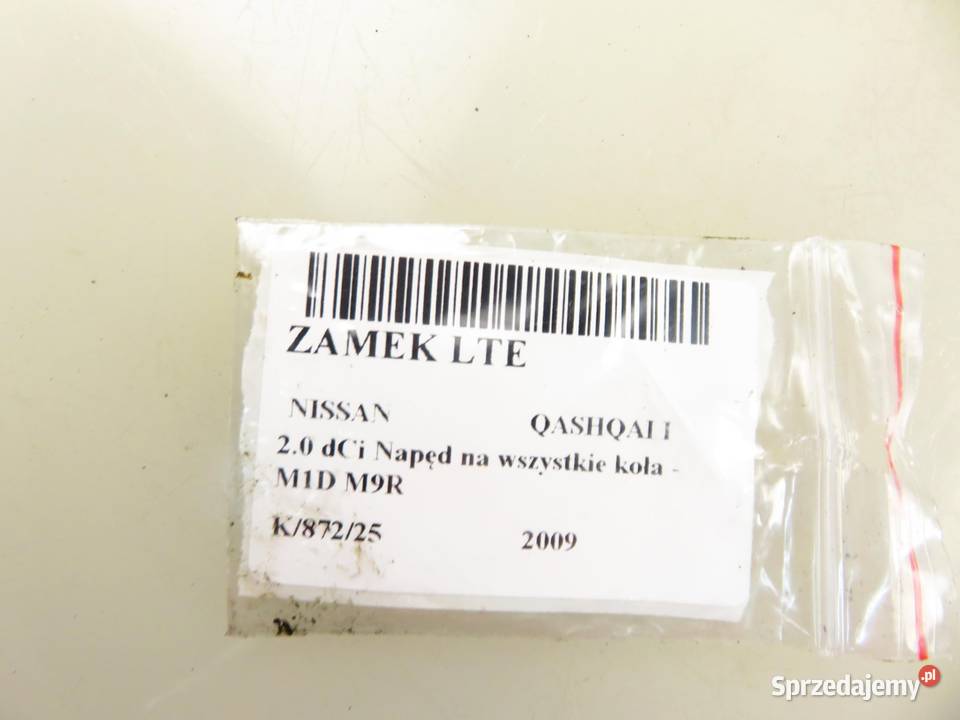 ZAMEK LTE
NISSAN QASHQAI I
2.0 dCi Napęd na wszystkie koła -
M1D M9R
K/872/25 2009
Sprzedajemy.pl